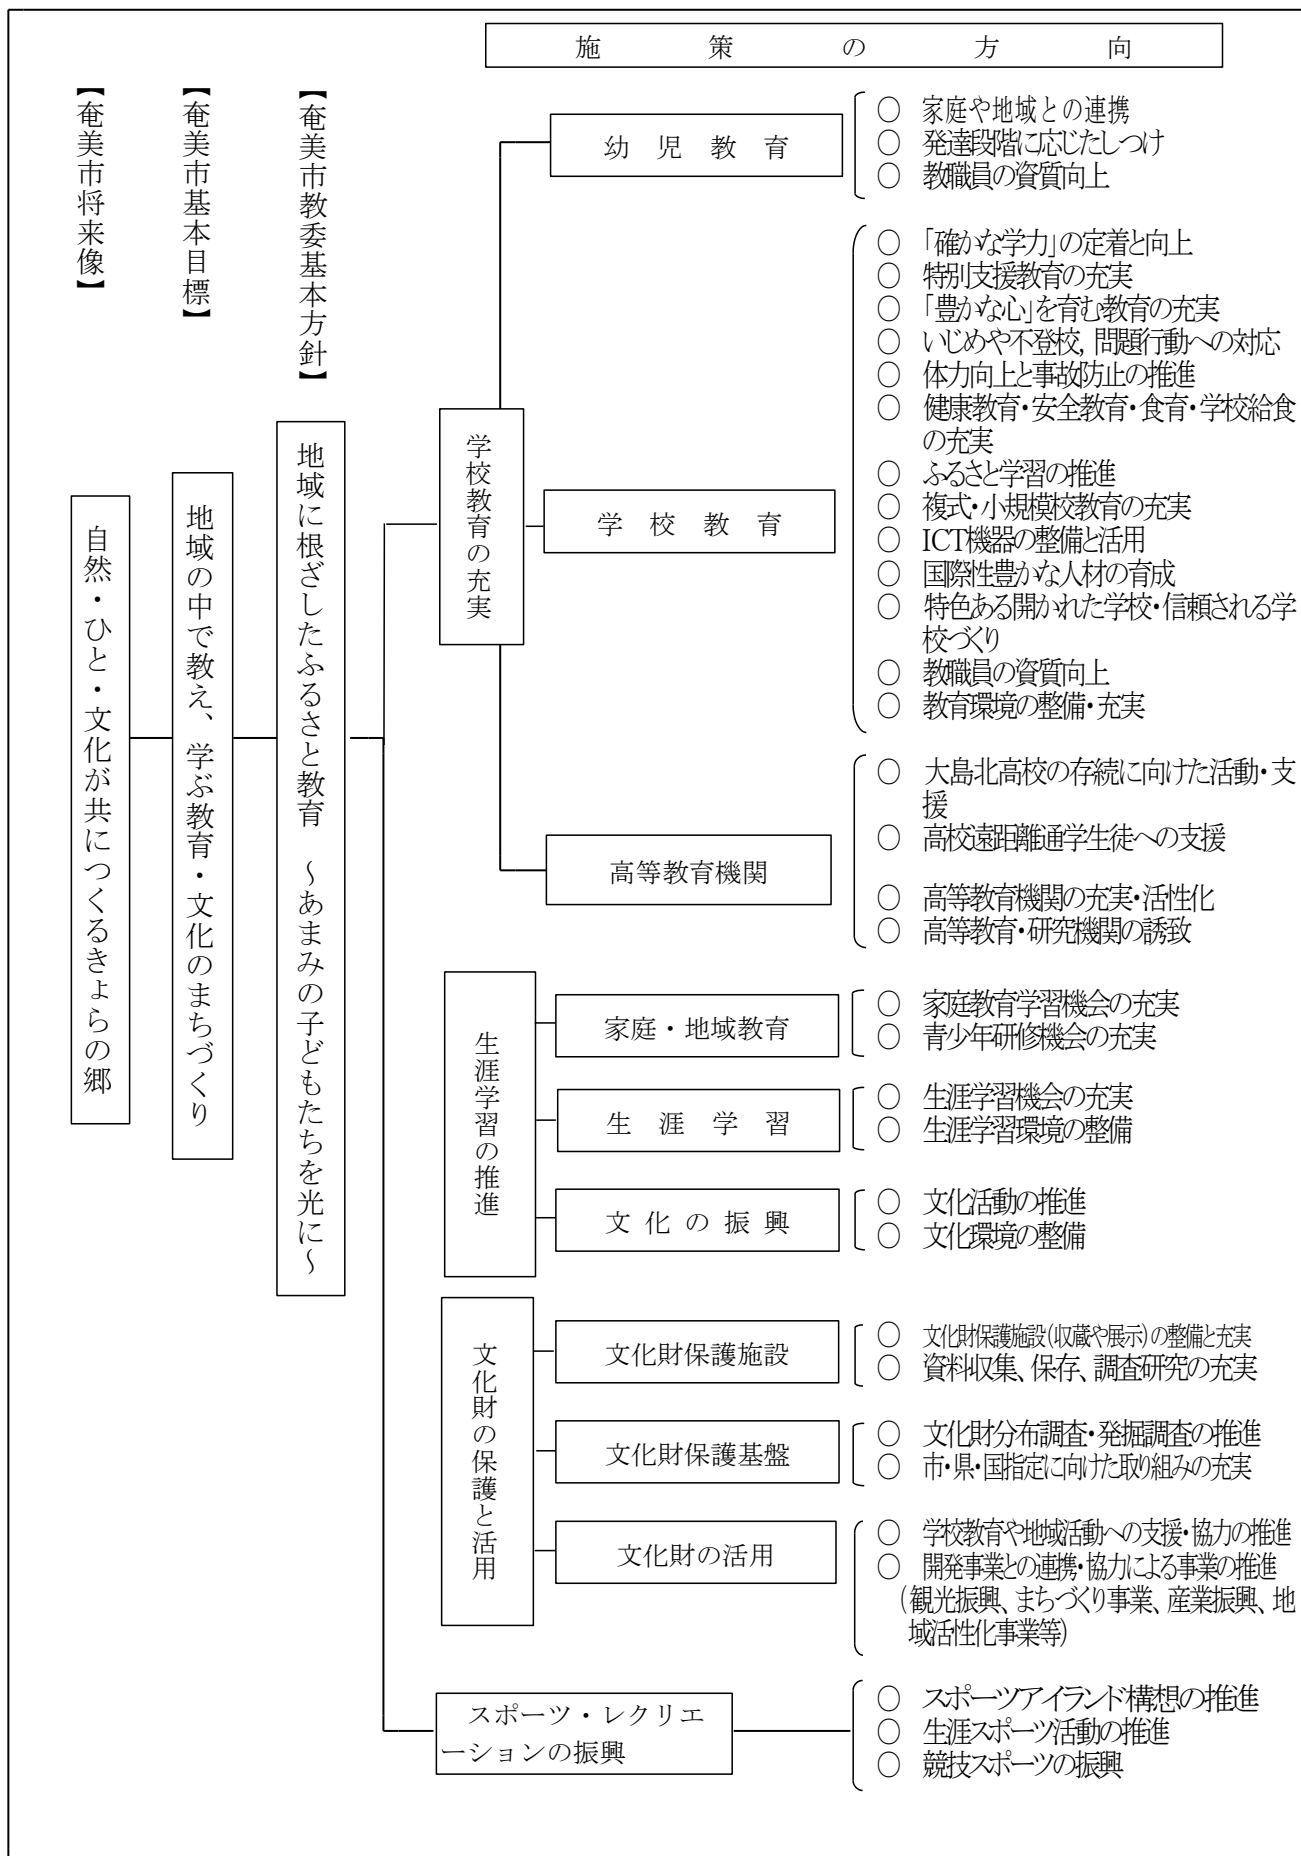 施策の方向
【奄美市将来像】
自然・ひと・文化が共につくるきょらの郷
【奄美市基本目標】
地域の中で教え、学ぶ教育・文化のまちづくり
【奄美市教委基本方針】
地域に根ざしたふるさと教育　～あまみの子どもたちを光に～
学校教育の充実
幼児教育
○　家庭や地域との連携
○　発達段階に応じたしつけ
○　教職員の資質向上
学校教育
○　「確かな学力」の定着と向上
○　特別支援教育の充実
○　「豊かな心」を育む教育の充実
○　いじめや不登校，問題行動への対応
○　体力向上と事故防止の推進
○　健康教育・安全教育・食育・学校給食
の充実
○　ふるさと学習の推進
○　複式・小規模校教育の充実
○　ICT機器の整備と活用
○　国際性豊かな人材の育成
○　特色ある開かれた学校・信頼される学
校づくり
○　教職員の資質向上
○　教育環境の整備・充実
高等教育機関
○　大島北高校の存続に向けた活動・支
援
○　高校遠距離通学生徒への支援
○　高等教育機関の充実・活性化
○　高等教育・研究機関の誘致
生涯学習の推進
家庭・地域教育
○　家庭教育学習機会の充実
○　青少年研修機会の充実
生涯学習
○　生涯学習機会の充実
○　生涯学習環境の整備
文化の振興
○　文化活動の推進
○　文化環境の整備
文化財の保護と活用
文化財保護施設
○　文化財保護施設（収蔵や展示）の整備と充実
○　資料収集、保存、調査研究の充実
文化財保護基盤
○　文化財分布調査・発掘調査の推進
○　市・県・国指定に向けた取り組みの充実
文化財の活用
○　学校教育や地域活動への支援・協力の推進
○　開発事業との連携・協力による事業の推進
（観光振興、まちづくり事業、産業振興、地
域活性化事業等）
スポーツ・レクリエ
ーションの振興
○　スポーツアイランド構想の推進
○　生涯スポーツ活動の推進
○　競技スポーツの振興